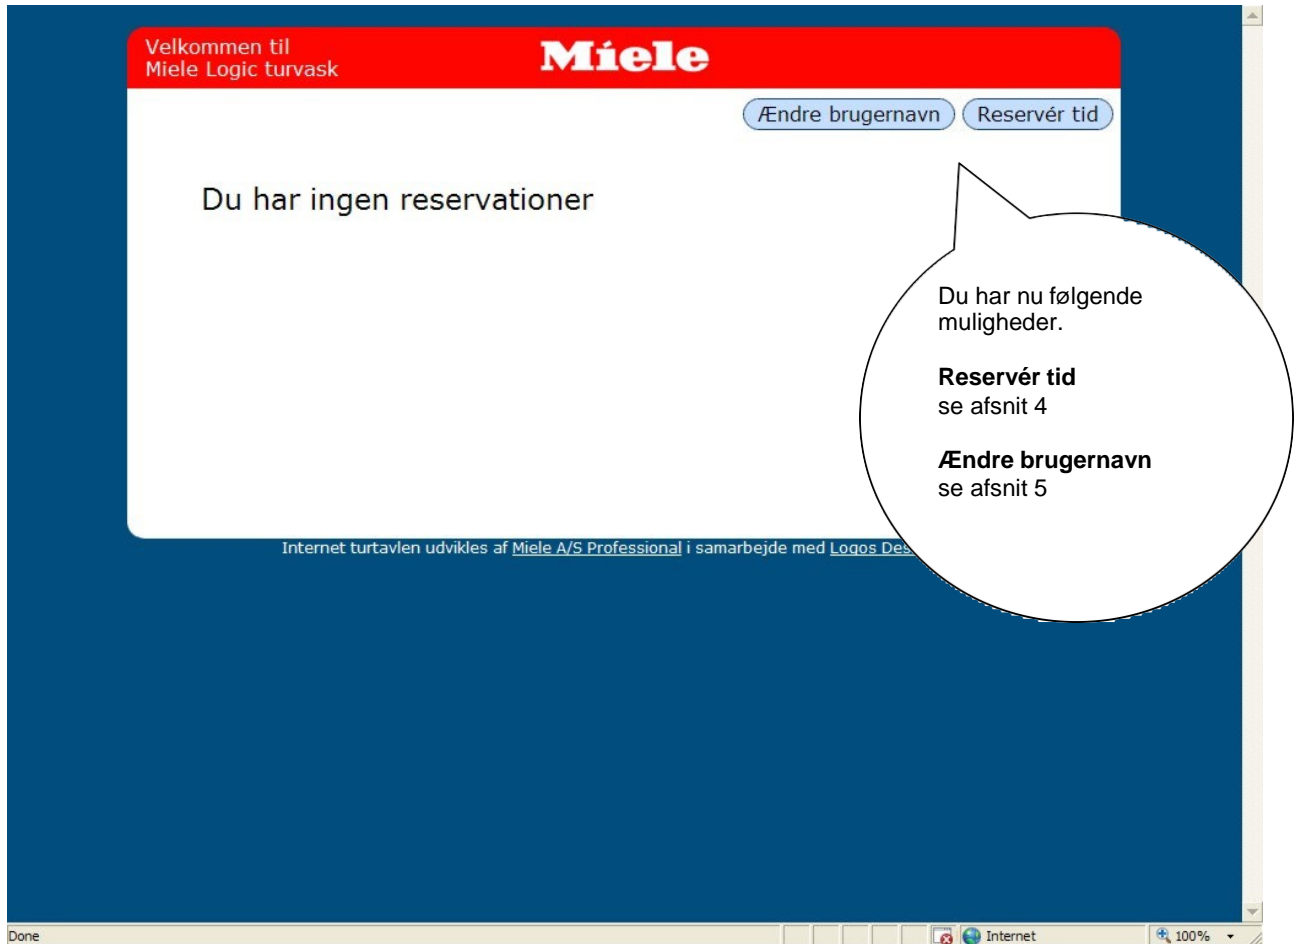 Velkommen til
Miele Logic turvask
Miele
Ændre brugernavn
Reservér tid
Du har ingen reservationer
Du har nu følgende
muligheder.
Reservér tid
se afsnit 4
Ændre brugernavn
se afsnit 5
Internet turtavlen udvikles af Miele A/S Professional i samarbejde med Logos
Done
Internet
100%